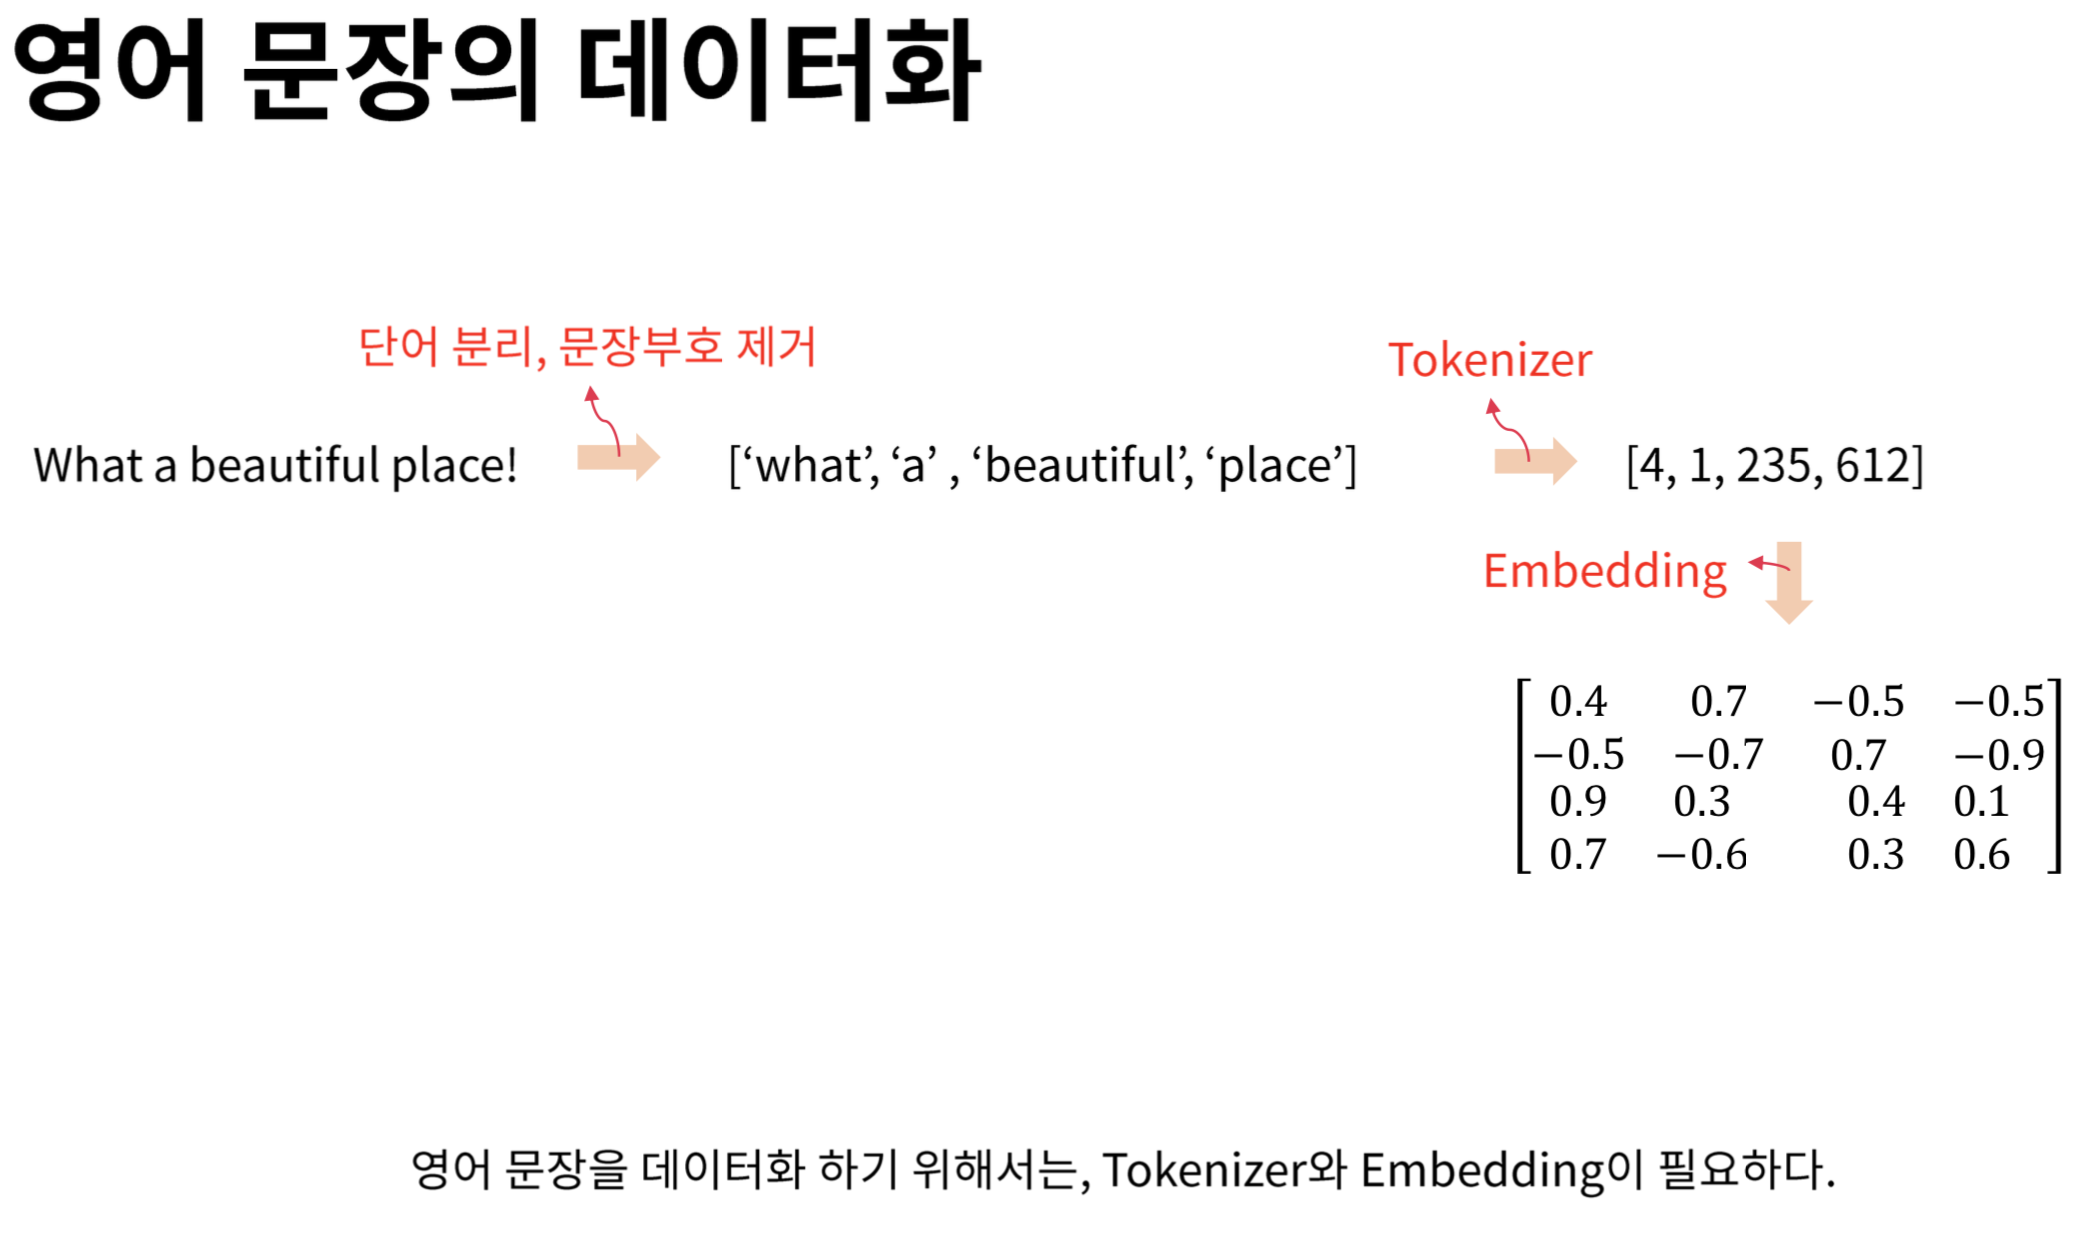 영어 문장의 데이터화
단어 분리, 문장부호 제거
Tokenizer
What a beautiful place!
[‘what’, ‘a’ , ‘beautiful’, ‘place’]
[4, 1, 235, 612]
Embedding
0.4 0.7 −0.5 −0.5
−0.5 −0.7 0.7 −0.9
0.9 0.3 0.4 0.1
0.7 −0.6 0.3 0.6
영어 문장을 데이터화 하기 위해서는, Tokenizer와 Embedding이 필요하다.